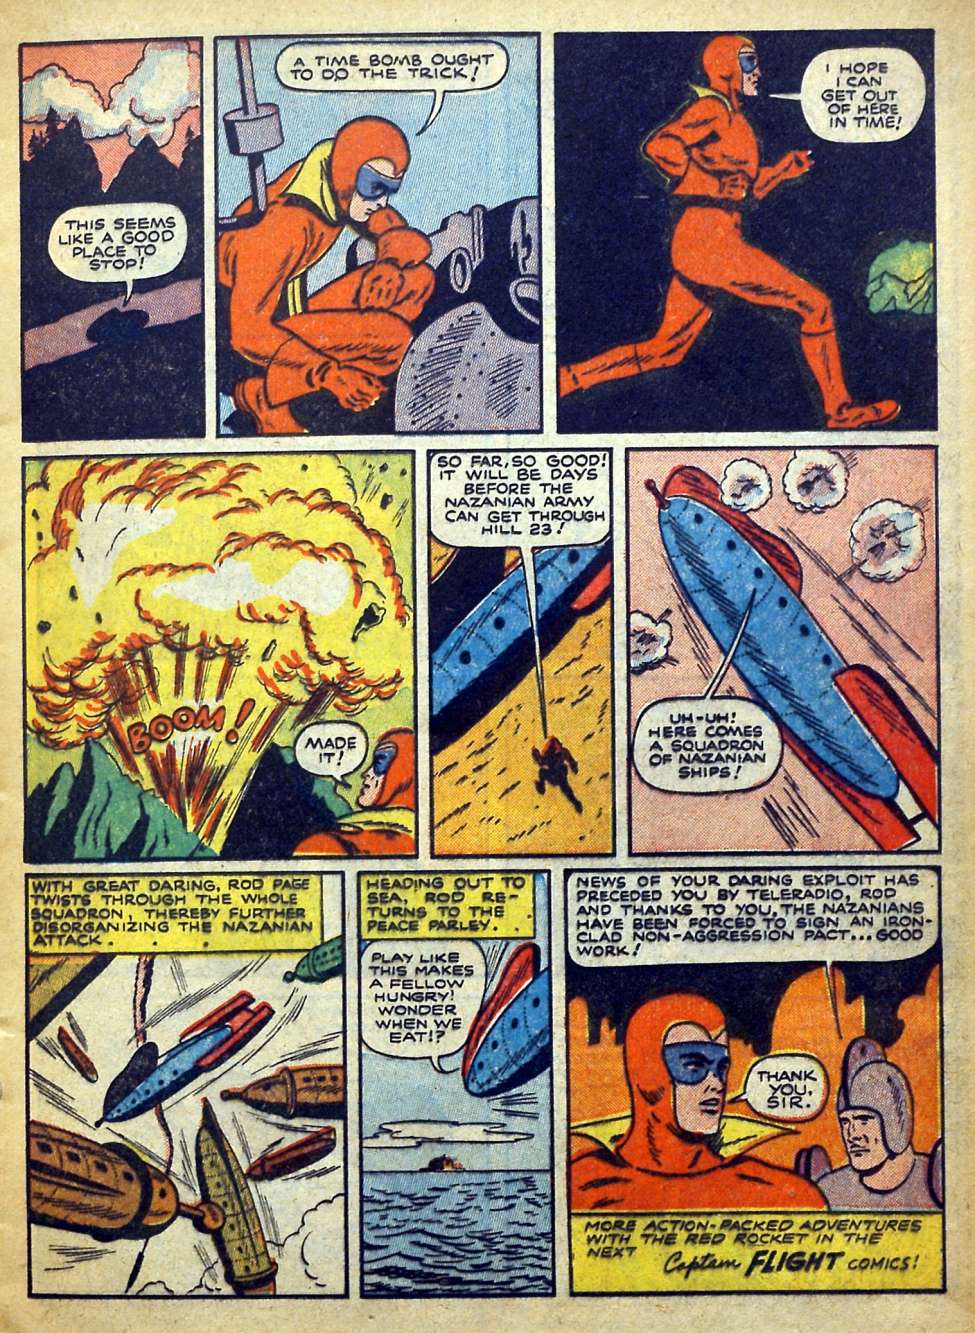 THIS SEEMS
LIKE A GOOD
PLACE TO
STOP!
A TIME BOMB OUGHT
TO DO THE TRICK!
I HOPE
I CAN
GET OUT
OF HERE
IN TIME!
BOOM!
MADE
IT!
SO FAR, SO GOOD!
IT WILL BE DAYS
BEFORE THE
NAZANIAN ARMY
CAN GET THROUGH
HILL 23!
UH-UH!
HERE COMES
A SQUADRON
OF NAZANIAN
SHIPS!
WITH GREAT DARING, ROD PAGE
TWISTS THROUGH THE WHOLE
SQUADRON, THEREBY FURTHER
DISORGANIZING THE NAZANIAN
ATTACK. . . .
HEADING OUT TO
SEA, ROD RE-
TURNS TO THE
PEACE PARLEY.
PLAY LIKE
THIS MAKES
A FELLOW
HUNGRY!
WONDER
WHEN WE
EAT!?
NEWS OF YOUR DARING EXPLOIT HAS
PRECEDED YOU BY TELERADIO, ROD
AND THANKS TO YOU, THE NAZANIANS
HAVE BEEN FORCED TO SIGN AN IRON-
CLAD NON-AGGRESSION PACT... GOOD
WORK!
THANK
YOU,
SIR.
MORE ACTION-PACKED ADVENTURES
WITH THE RED ROCKET IN THE
NEXT
Captain FLIGHT COMICS!